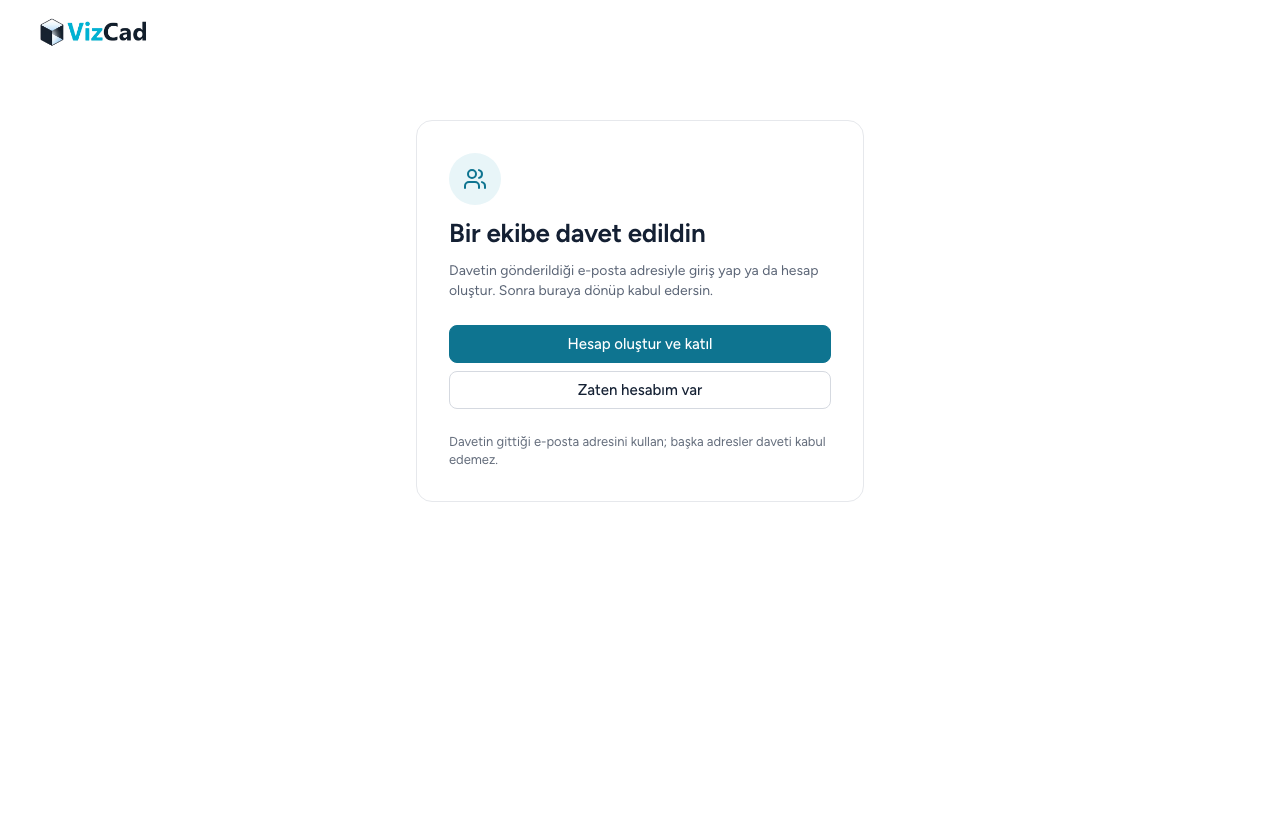 VizCad
Bir ekibe davet edildin
Davetin gönderildiği e-posta adresiyle giriş yap ya da hesap
oluştur. Sonra buraya dönüp kabul edersin.
Hesap oluştur ve katıl
Zaten hesabım var
Davetin gittiği e-posta adresini kullan; başka adresler daveti kabul
edemez.